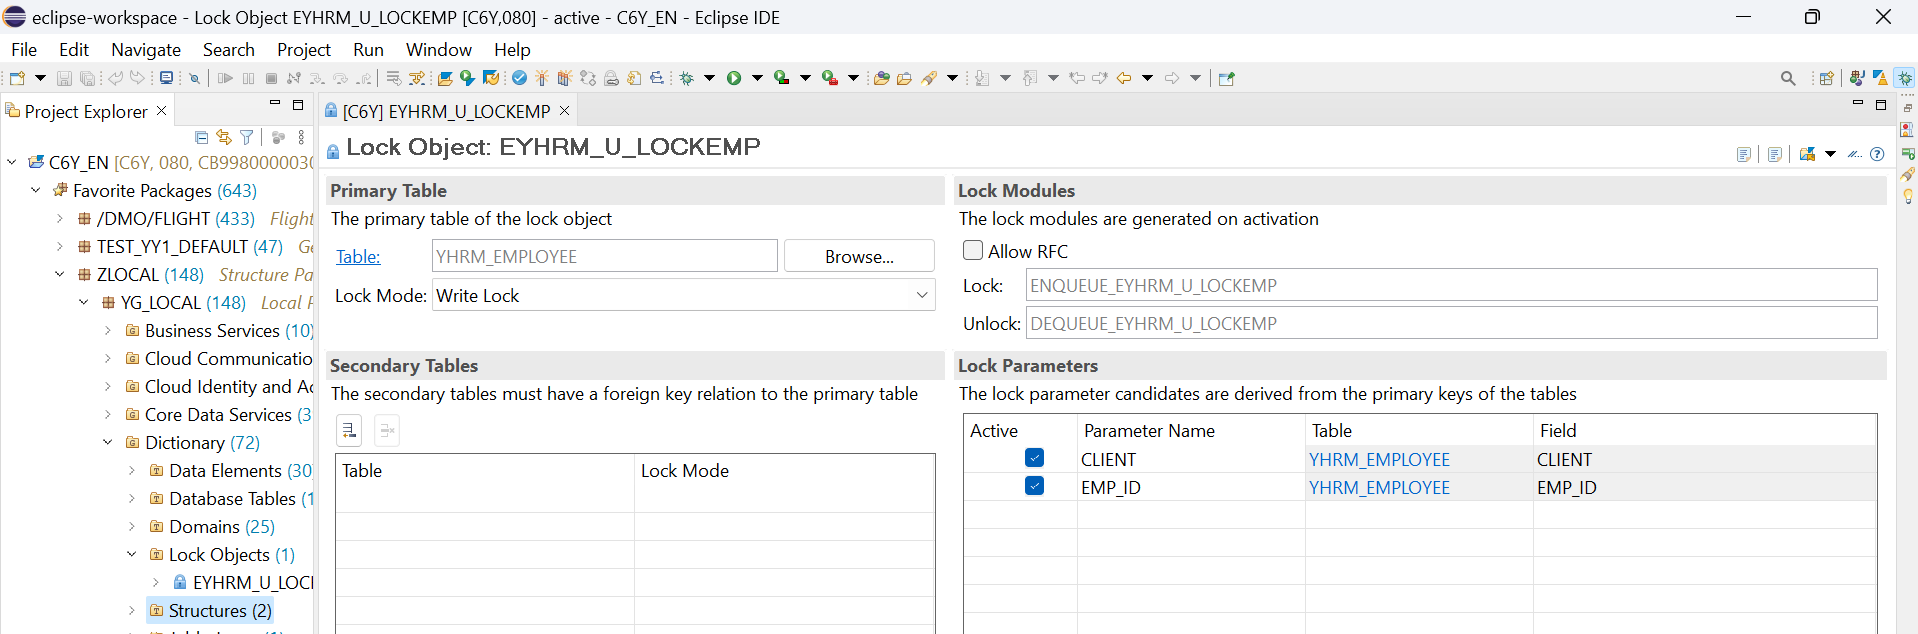 eclipse-workspace - Lock Object EYHRM_U_LOCKEMP [C6Y,080] - active - C6Y_EN - Eclipse IDE
File Edit Navigate Search Project Run Window Help
Project Explorer
C6Y_EN [C6Y, 080, CB9980000030
Favorite Packages (643)
/DMO/FLIGHT (433) Flight
TEST_YY1_DEFAULT (47) Ge
ZLOCAL (148) Structure Pa
YG_LOCAL (148) Local P
Business Services (10)
Cloud Communicatio
Cloud Identity and Ac
Core Data Services (3
Dictionary (72)
Data Elements (30
Database Tables (1
Domains (25)
Lock Objects (1)
EYHRM_U_LOCI
Structures (2)
[C6Y] EYHRM_U_LOCKEMP
Lock Object: EYHRM_U_LOCKEMP
Primary Table
The primary table of the lock object
Table: YHRM_EMPLOYEE Browse...
Lock Mode: Write Lock
Secondary Tables
The secondary tables must have a foreign key relation to the primary table
Table Lock Mode
Lock Modules
The lock modules are generated on activation
Allow RFC
Lock: ENQUEUE_EYHRM_U_LOCKEMP
Unlock: DEQUEUE_EYHRM_U_LOCKEMP
Lock Parameters
The lock parameter candidates are derived from the primary keys of the tables
Active Parameter Name Table Field
CLIENT YHRM_EMPLOYEE CLIENT
EMP_ID YHRM_EMPLOYEE EMP_ID